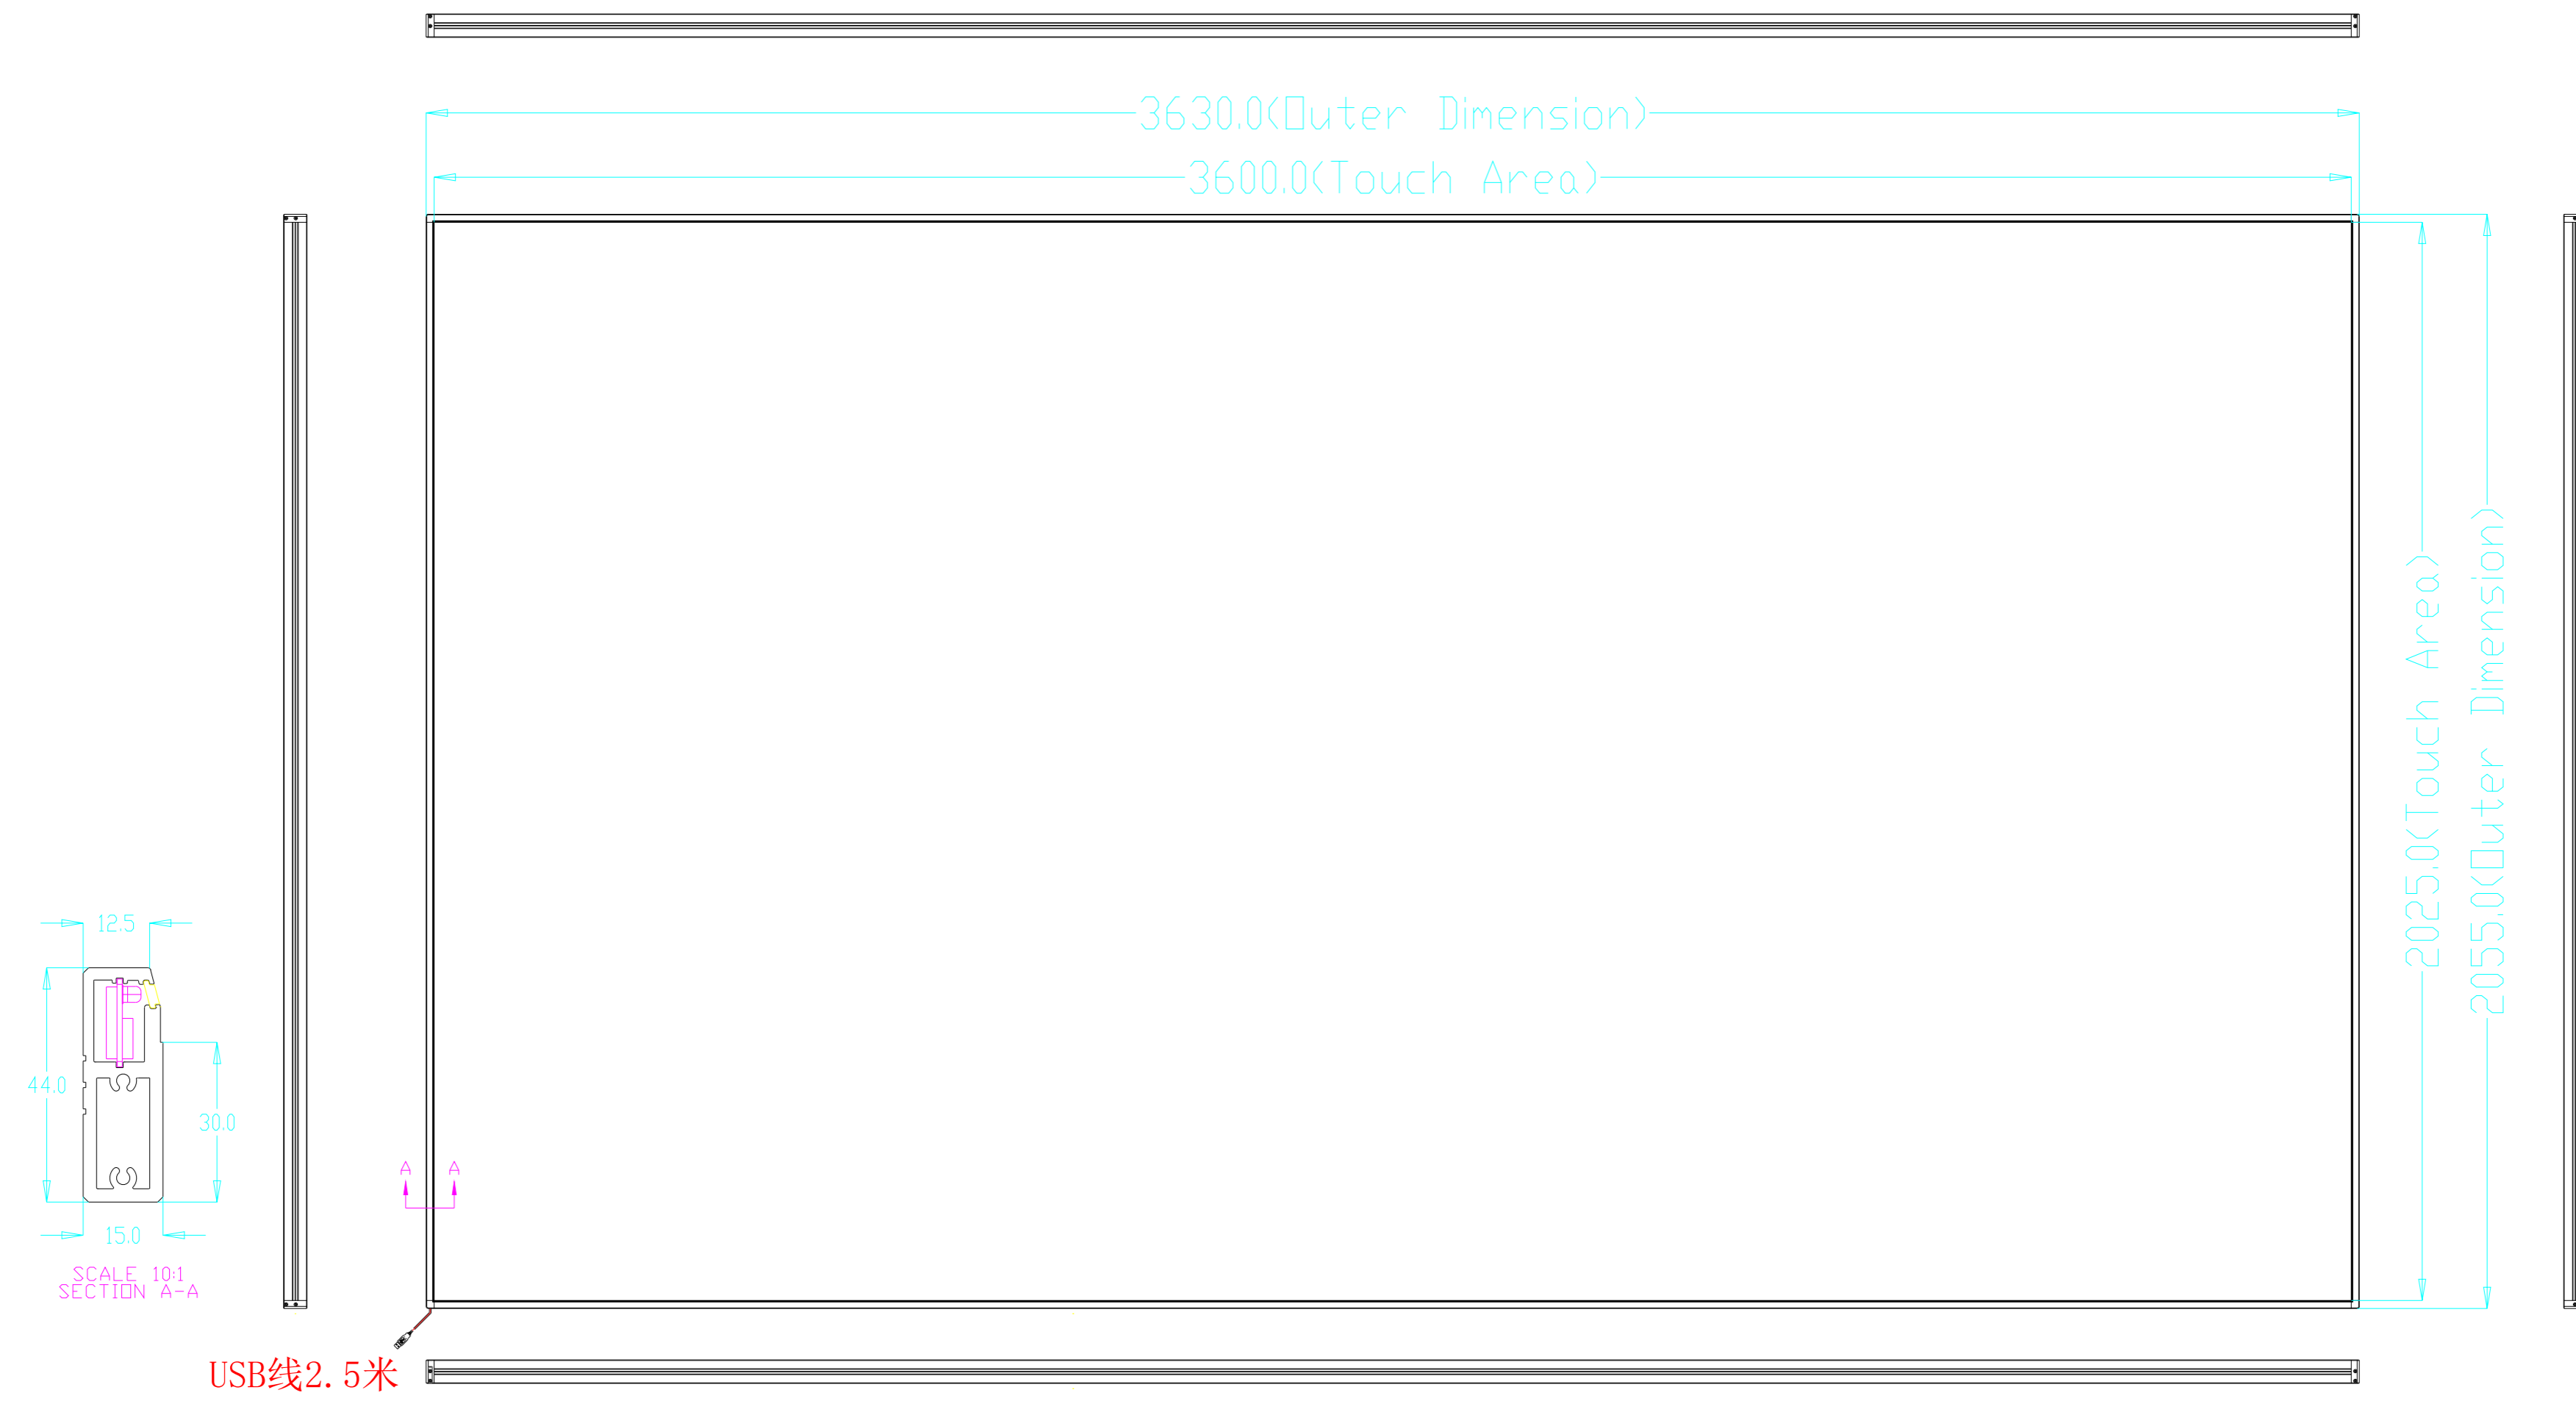 3630.0(Outer Dimension)
3600.0(Touch Area)
2025.0(Touch Area)
2055.0(Outer Dimension)
12.5
44.0
30.0
15.0
SCALE 10:1
SECTION A-A
A A
USB线2.5米